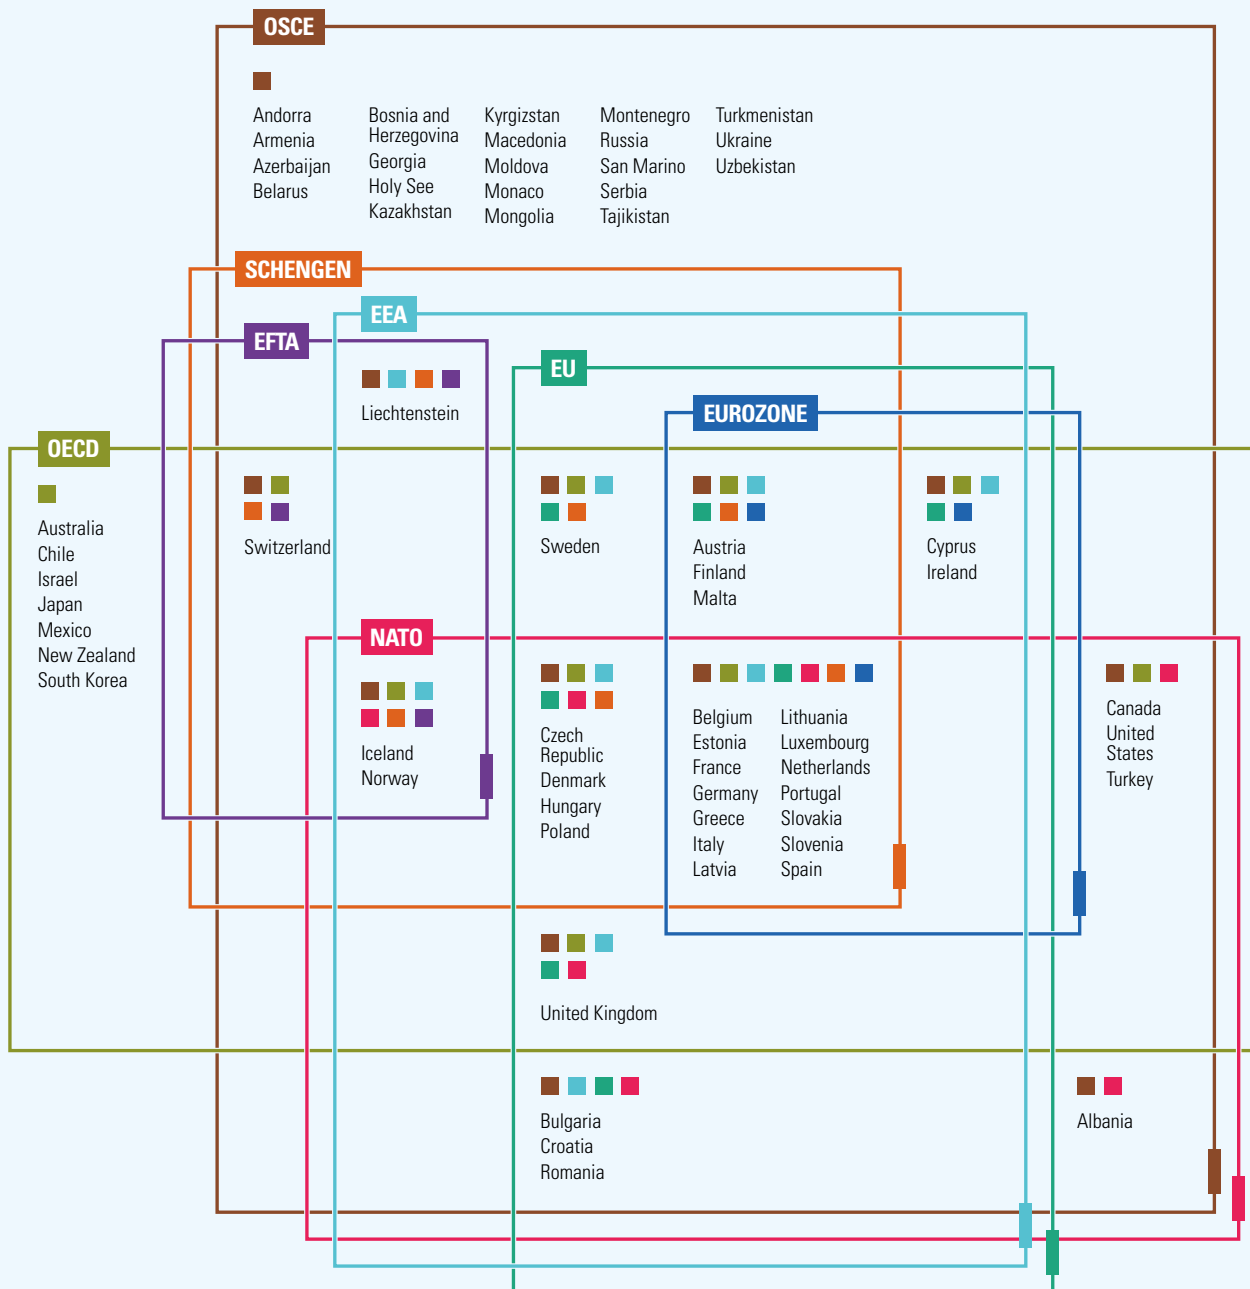 OSCE
Andorra
Armenia
Azerbaijan
Belarus
Bosnia and
Herzegovina
Georgia
Holy See
Kazakhstan
Kyrgizstan
Macedonia
Moldova
Monaco
Mongolia
Montenegro
Russia
San Marino
Serbia
Tajikistan
Turkmenistan
Ukraine
Uzbekistan
SCHENGEN
EEA
EFTA
Liechtenstein
EU
EUROZONE
OECD
Australia
Chile
Israel
Japan
Mexico
New Zealand
South Korea
Switzerland
Sweden
Austria
Finland
Malta
Cyprus
Ireland
NATO
Iceland
Norway
Czech
Republic
Denmark
Hungary
Poland
Belgium
Estonia
France
Germany
Greece
Italy
Latvia
Lithuania
Luxembourg
Netherlands
Portugal
Slovakia
Slovenia
Spain
Canada
United
States
Turkey
United Kingdom
Bulgaria
Croatia
Romania
Albania